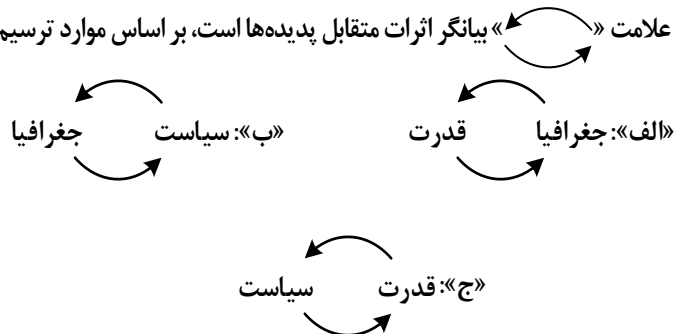 علامت «» بیانگر اثرات متقابل پدیده‌ها است، بر اساس موارد ترسیم
«الف»: جغرافیا قدرت «ب»: سیاست جغرافیا
«ج»: قدرت سیاست